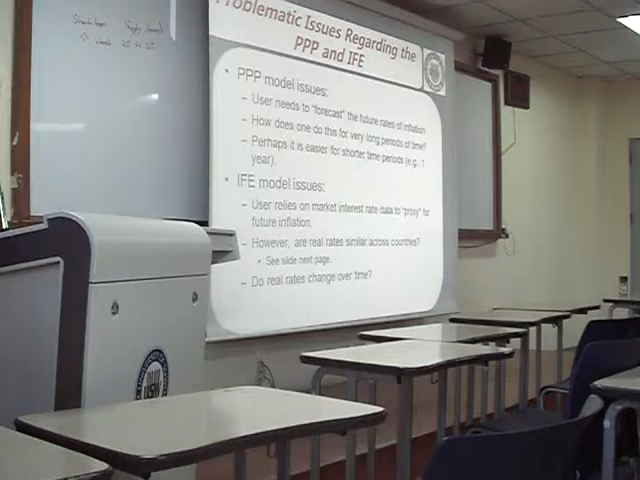 Problematic Issues Regarding the
PPP and IFE
• PPP model issues:
– User needs to "forecast" the future rates of inflation.
– How does one do this for very long periods of time?
– Perhaps it is easier for shorter time periods (e.g., 1
year).
• IFE model issues:
– User relies on market interest rate data to "proxy" for
future inflation.
– However, are real rates similar across countries?
• See slide next page.
– Do real rates change over time?